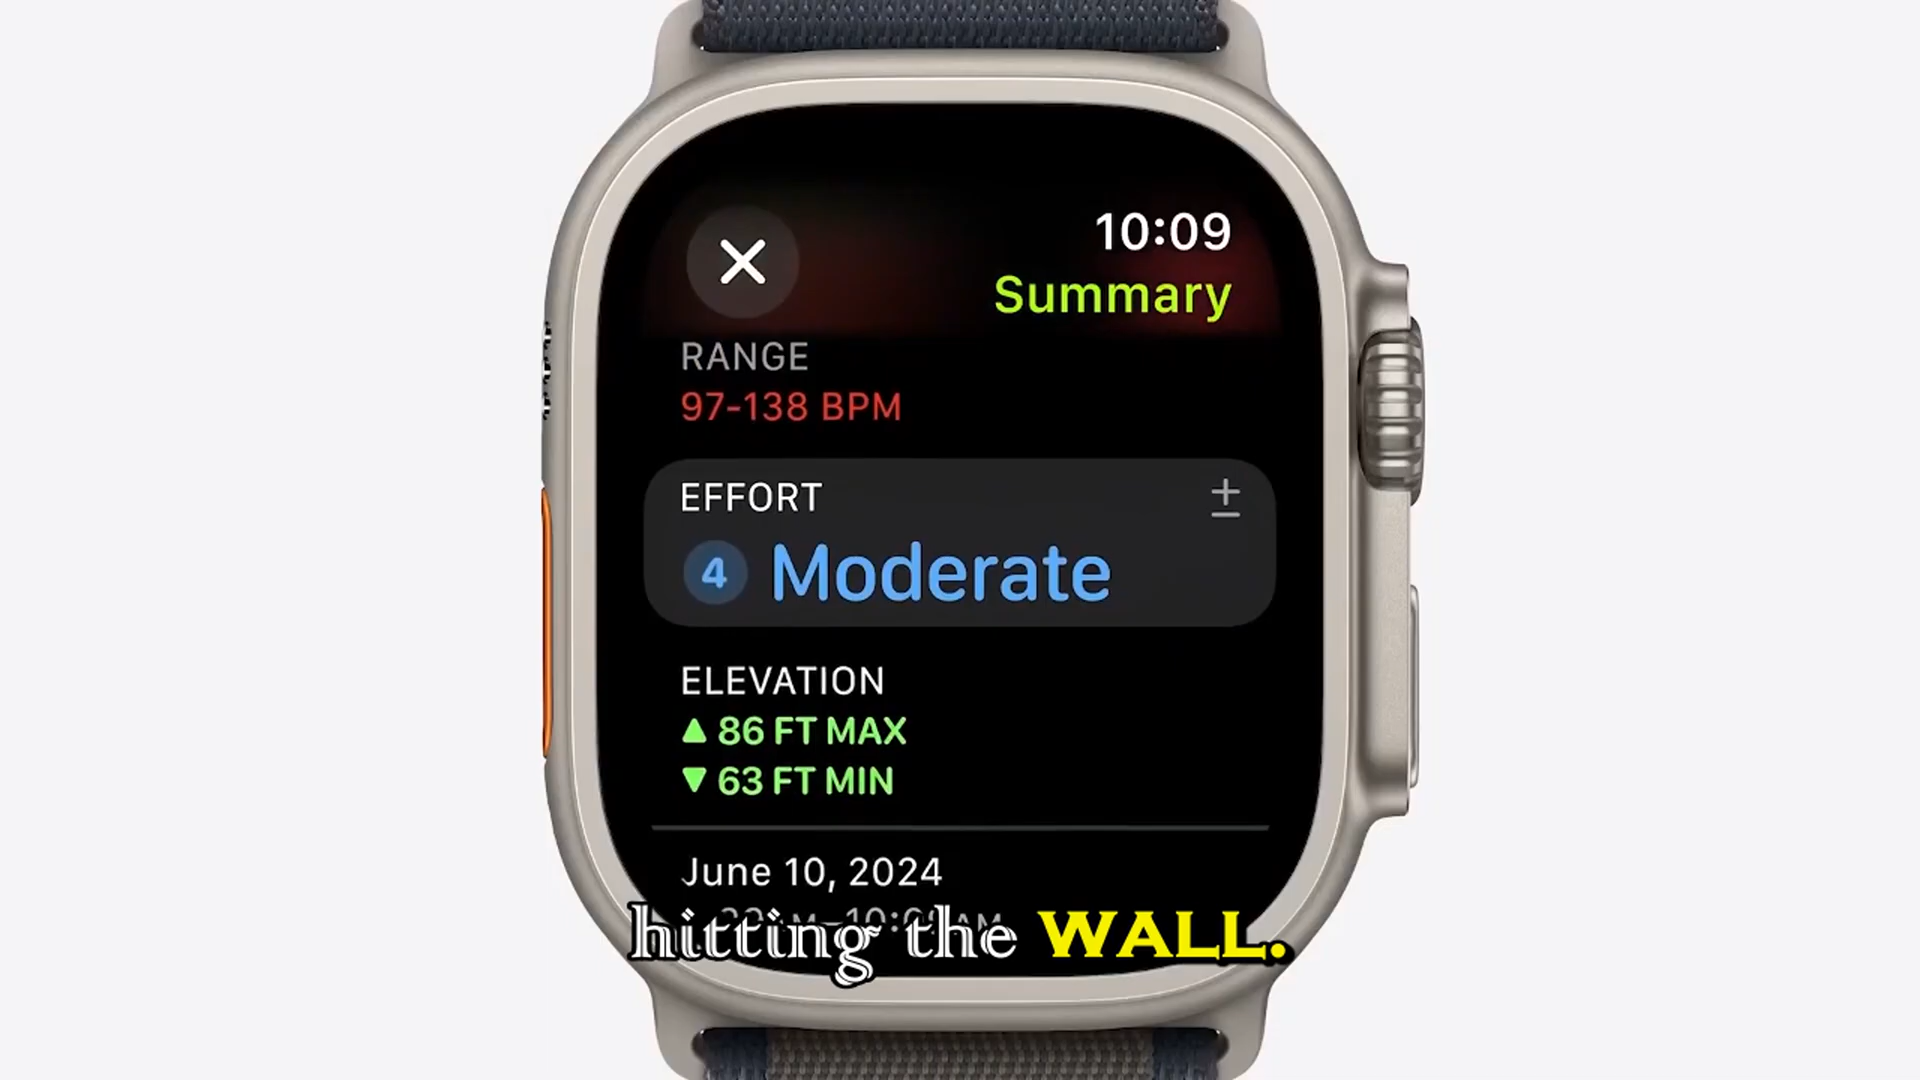 10:09
Summary
RANGE
97-138 BPM
EFFORT
4 Moderate
ELEVATION
▲ 86 FT MAX
▼ 63 FT MIN
June 10, 2024
hitting the WALL.